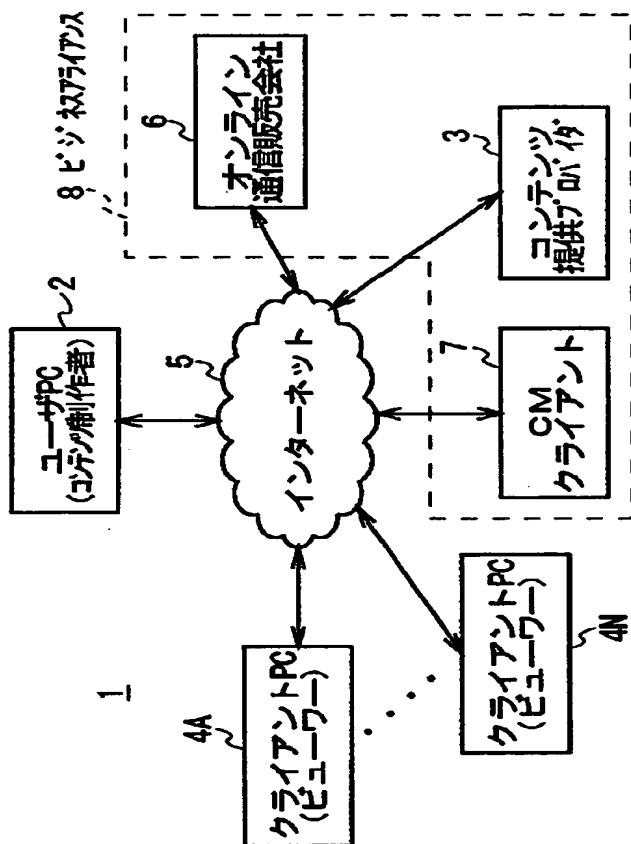 1
8 ビジネスアライアンス
2
ユーザPC
(コンテンツ制作者)
6
オンライン
通信販売会社
5
インターネット
3
コンテンツ
提供プロバイダ
7
CM
クライアント
4A
クライアントPC
(ビューワー)
4N
クライアントPC
(ビューワー)